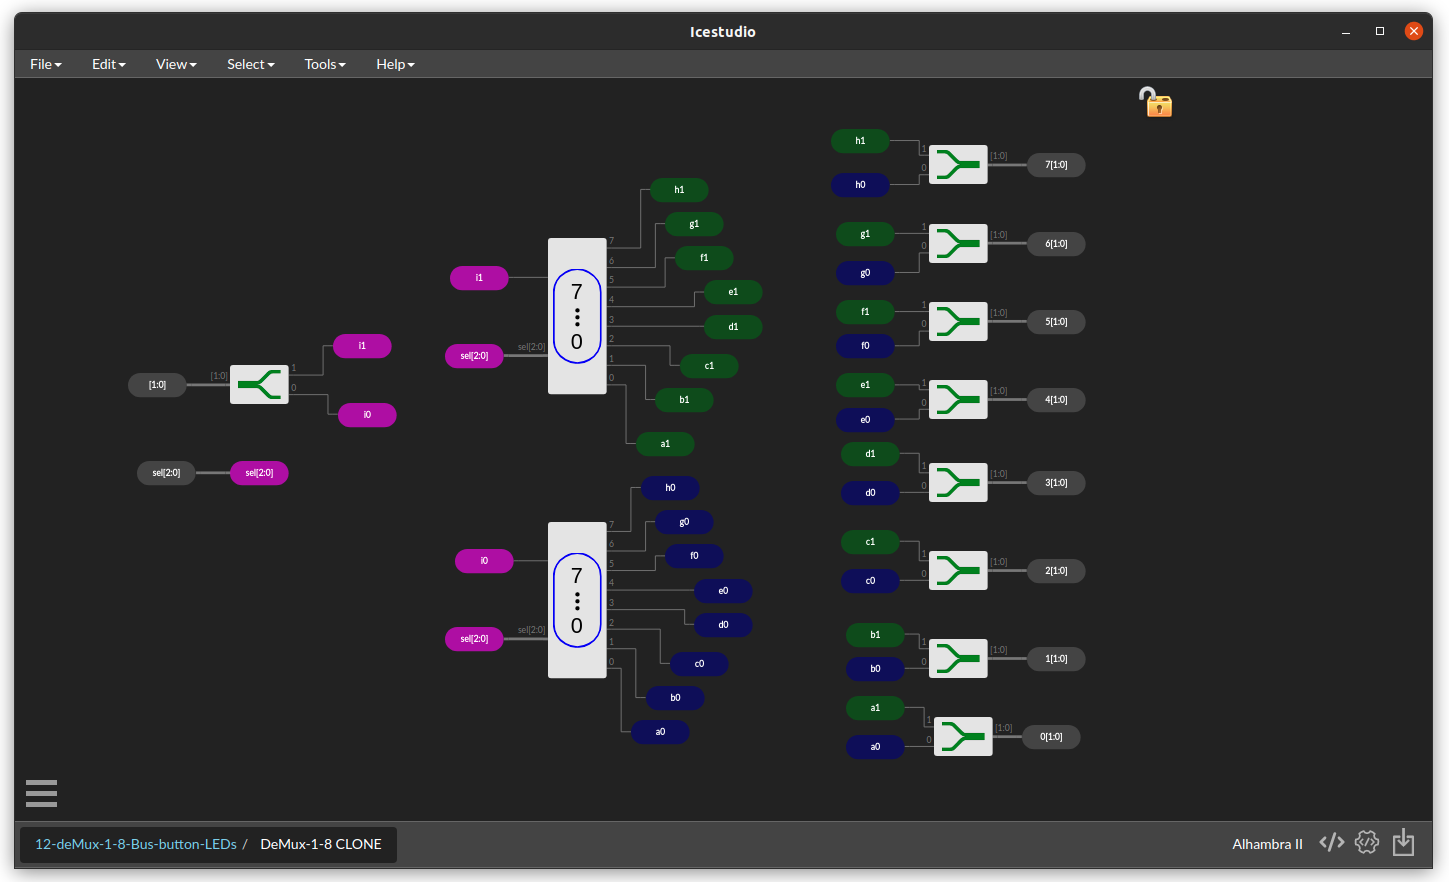 Icestudio
File Edit View Select Tools Help
[1:0]
[1:0]
1
0
i1
i0
sel[2:0]
sel[2:0]
i1
sel[2:0]
sel[2:0]
7
0
7
6
5
4
3
2
1
0
h1
g1
f1
e1
d1
c1
b1
a1
i0
sel[2:0]
sel[2:0]
7
0
7
6
5
4
3
2
1
0
h0
g0
f0
e0
d0
c0
b0
a0
h1
h0
1
0
[1:0]
7[1:0]
g1
g0
1
0
[1:0]
6[1:0]
f1
f0
1
0
[1:0]
5[1:0]
e1
e0
1
0
[1:0]
4[1:0]
d1
d0
1
0
[1:0]
3[1:0]
c1
c0
1
0
[1:0]
2[1:0]
b1
b0
1
0
[1:0]
1[1:0]
a1
a0
1
0
[1:0]
0[1:0]
12-deMux-1-8-Bus-button-LEDs / DeMux-1-8 CLONE
Alhambra II